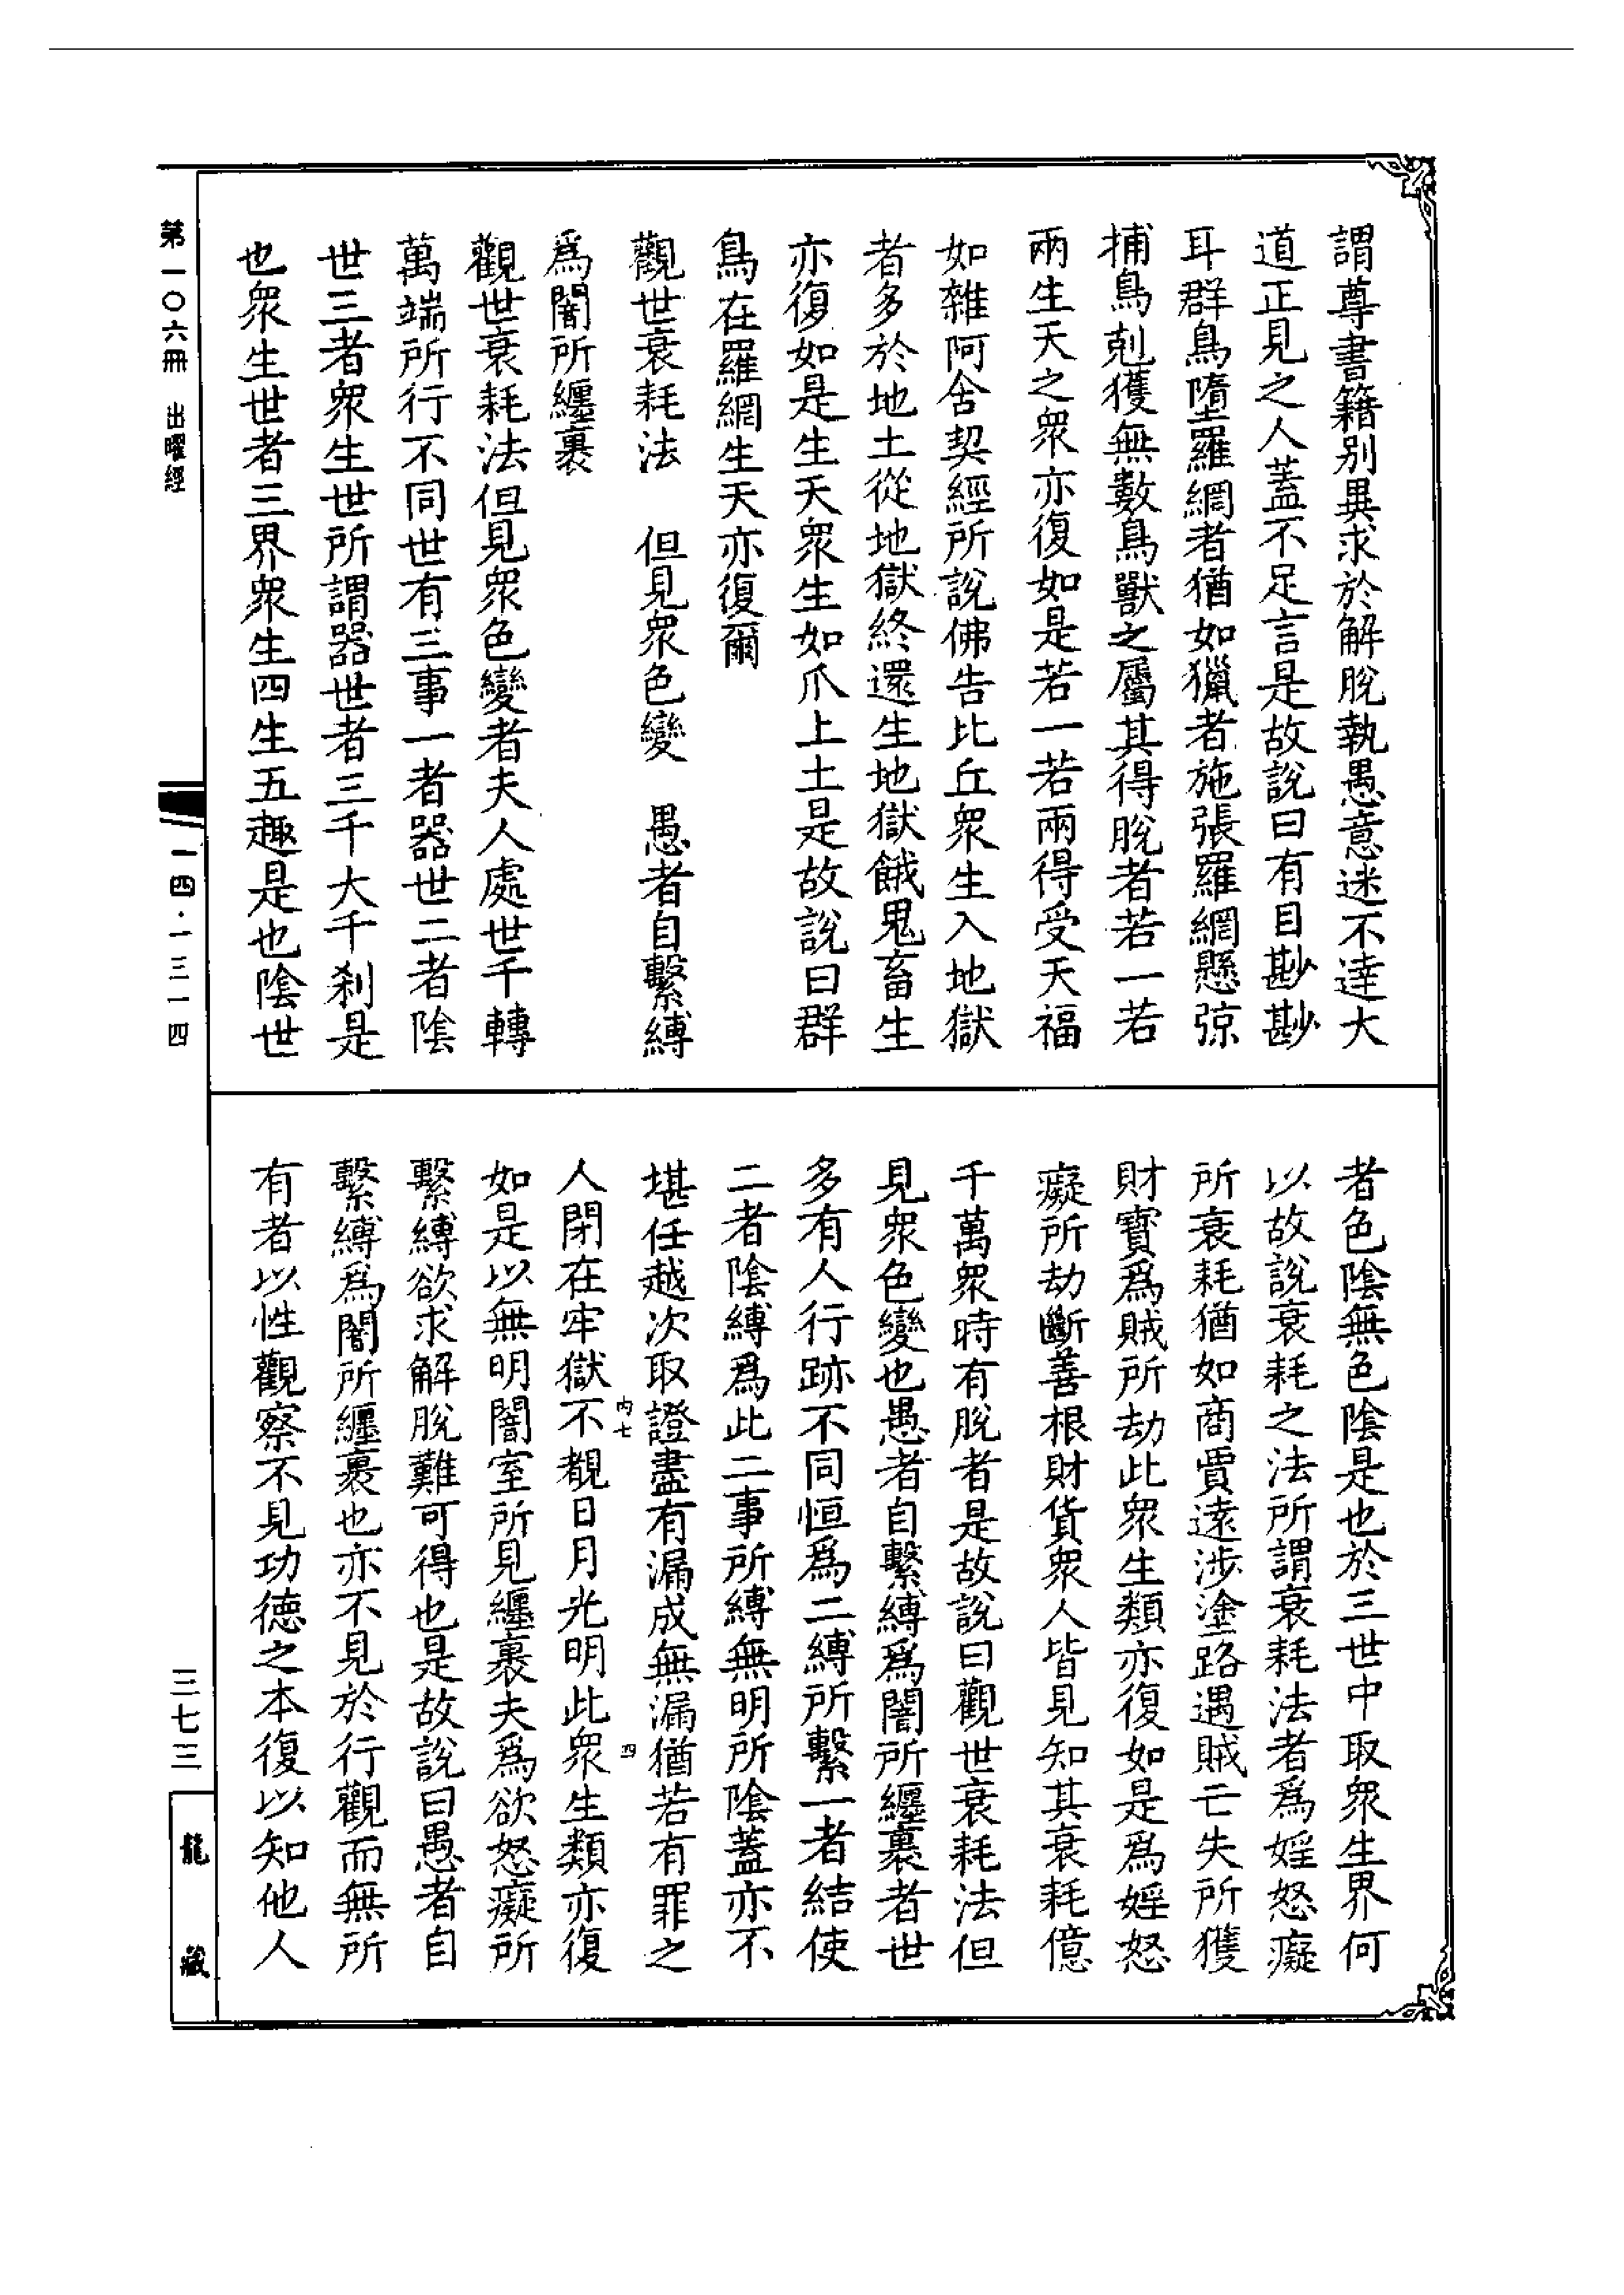 謂尊書籍别異求於解脫執愚意迷不達大
道正見之人蓋不足言是故說曰有目尠尠
耳群鳥墮羅網者猶如獵者施張羅網懸弶
捕鳥剋獲無數鳥獸之屬其得脫者若一若
兩生天之衆亦復如是若一若兩得受天福
如雜阿含契經所說佛告比丘衆生入地獄
者多於地土從地獄終還生地獄餓鬼畜生
亦復如是生天衆生如爪上土是故說曰群
鳥在羅網生天亦復爾
觀世衰耗法　但見衆色變　愚者自繫縛
爲闇所纏裹
觀世衰耗法但見衆色變者夫人處世千轉
萬端所行不同世有三事一者器世二者陰
世三者衆生世所謂器世者三千大千刹是
也衆生世者三界衆生四生五趣是也陰世
者色陰無色陰是也於三世中取衆生界何
以故說衰耗之法所謂衰耗法者爲婬怒癡
所衰耗猶如商賈遠涉塗路遇賊亡失所獲
財寶爲賊所劫此衆生類亦復如是爲婬怒
癡所劫斷善根財貨衆人皆見知其衰耗億
千萬衆時有脫者是故說曰觀世衰耗法但
見衆色變也愚者自繫縛爲闇所纏裹者世
多有人行跡不同恒爲二縛所繫一者結使
二者陰縛爲此二事所縛無明所陰蓋亦不
堪任越次取證盡有漏成無漏猶若有罪之
內七
四
人閉在牢獄不覩日月光明此衆生類亦復
如是以無明闇室所見纏裹夫爲欲怒癡所
繫縛欲求解脫難可得也是故說曰愚者自
繫縛爲闇所纏裹也亦不見於行觀而無所
有者以性觀察不見功德之本復以知他人
第一〇六冊　出曜經
一四·一三一四
三七三
龍藏